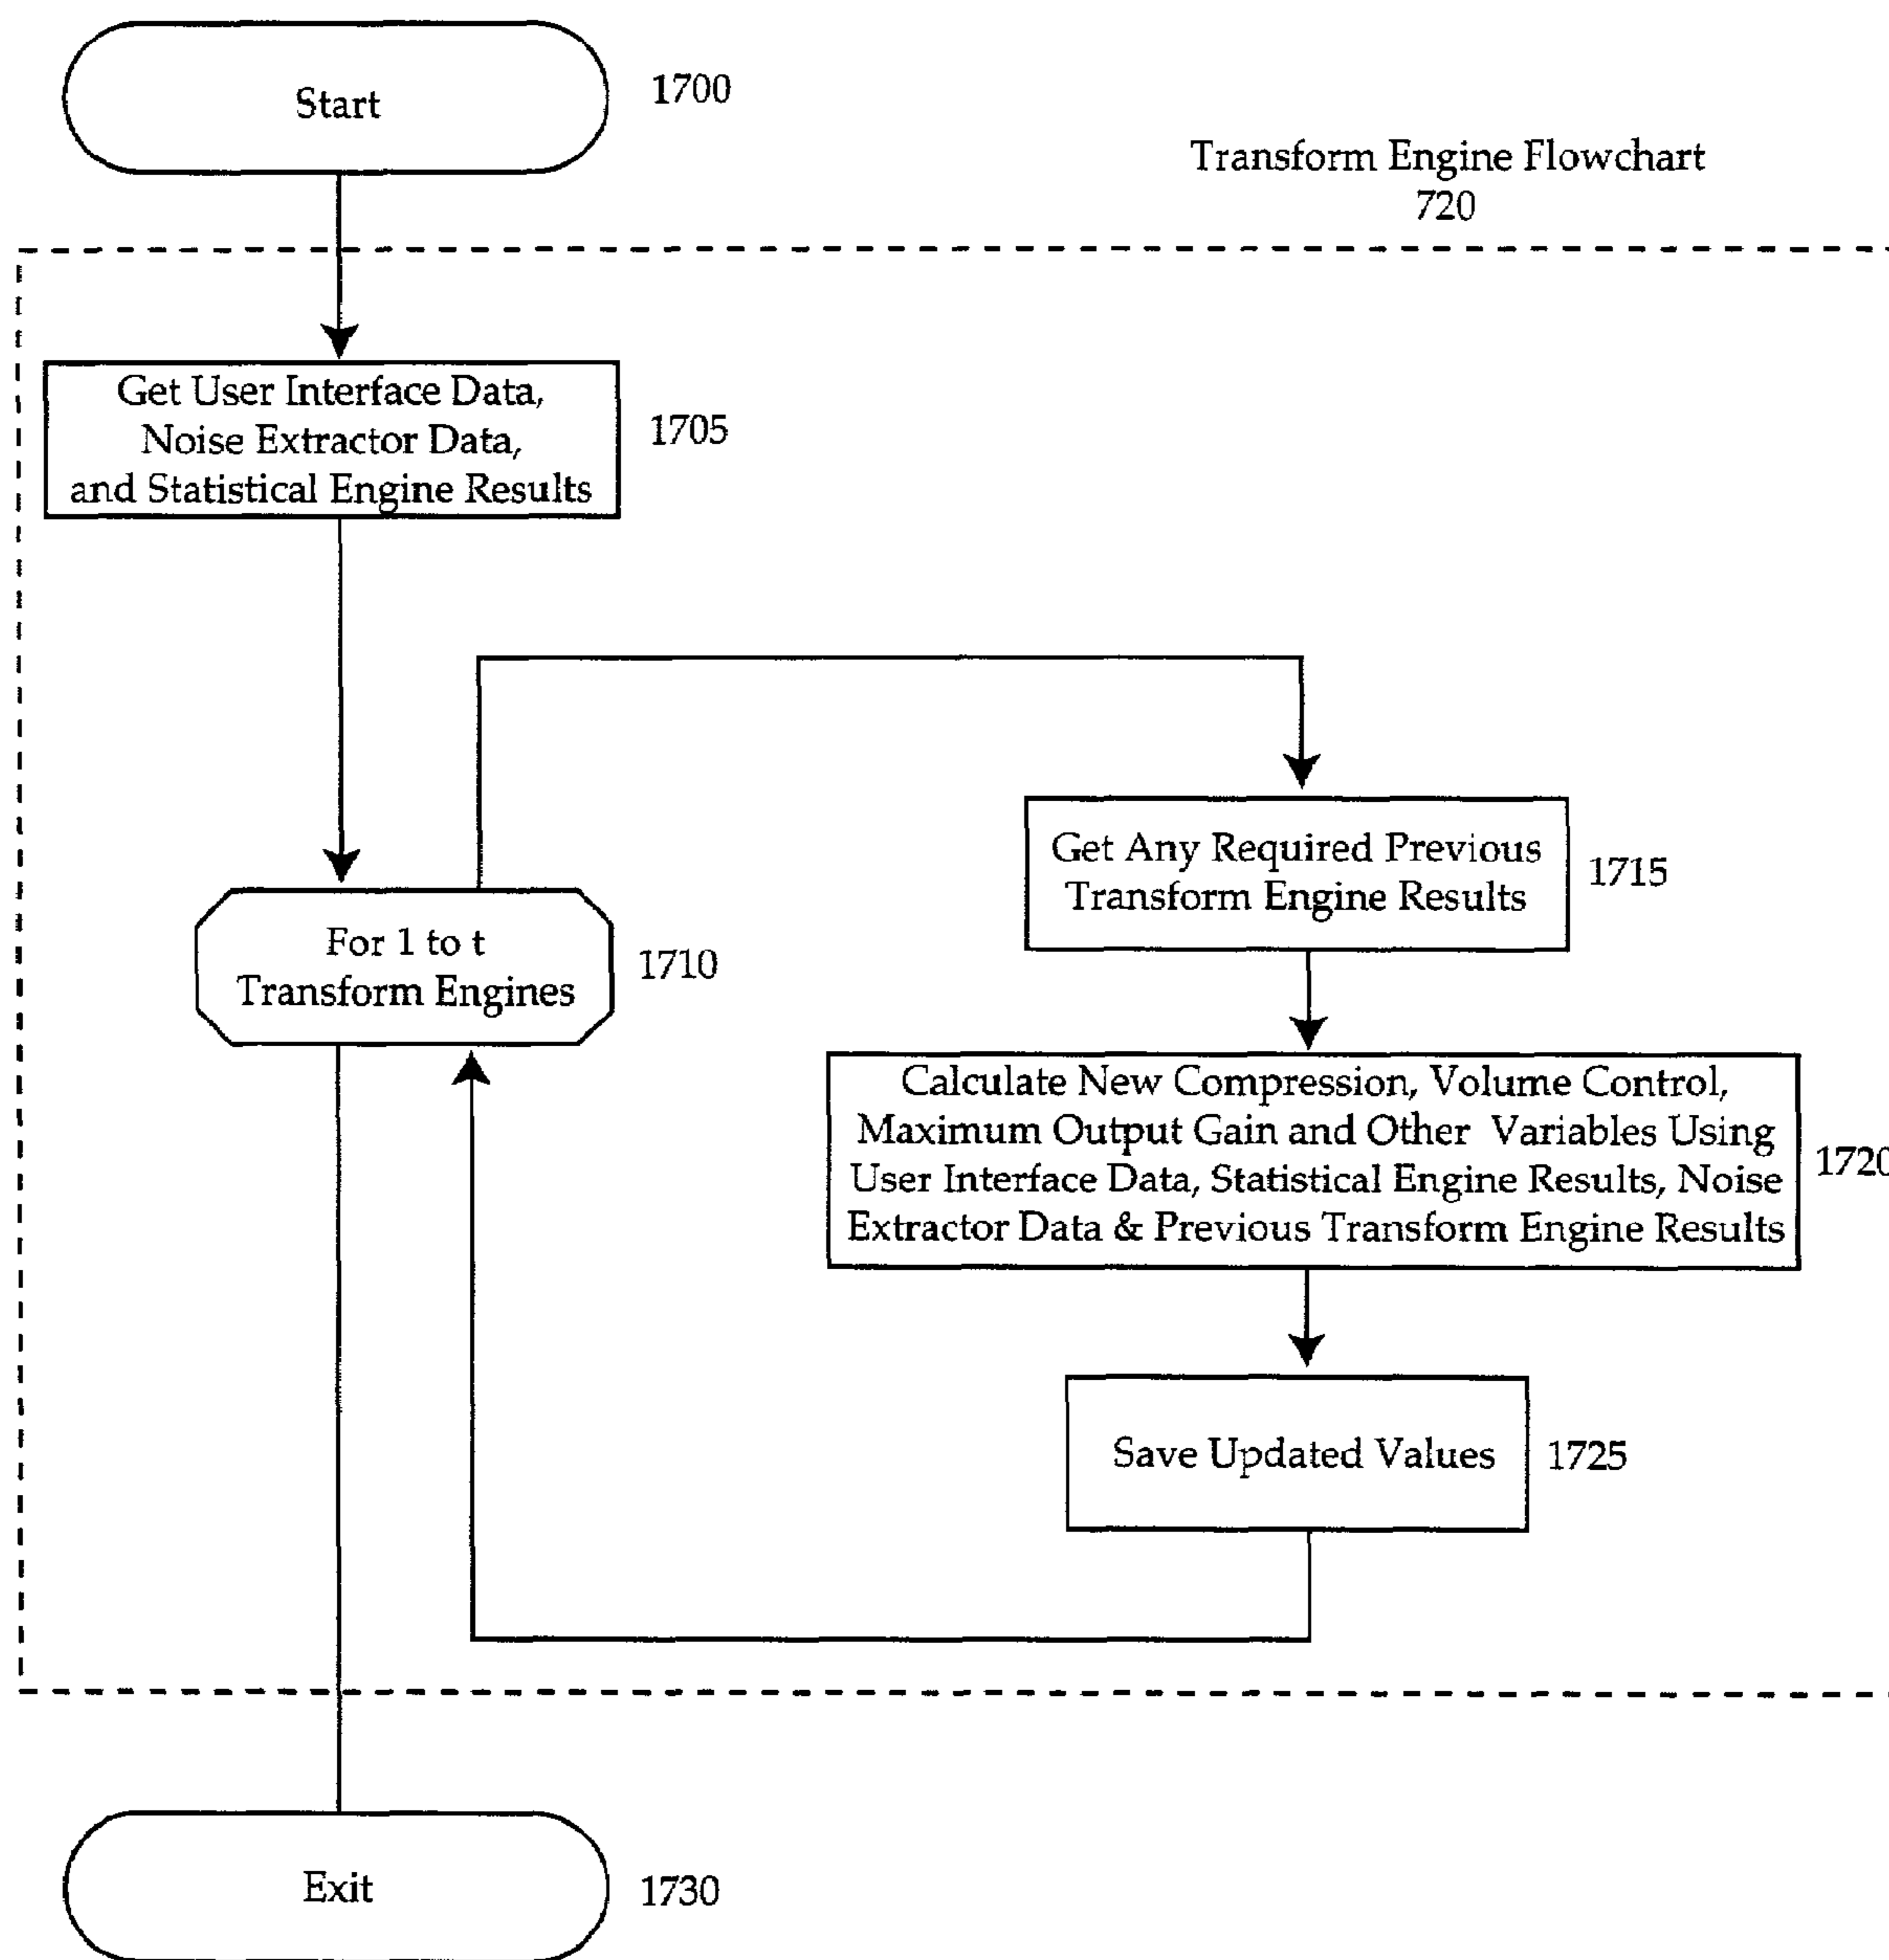 Start
1700
Transform Engine Flowchart
720
Get User Interface Data,
Noise Extractor Data,
and Statistical Engine Results
1705
For 1 to t
Transform Engines
1710
Get Any Required Previous
Transform Engine Results
1715
Calculate New Compression, Volume Control,
Maximum Output Gain and Other Variables Using
User Interface Data, Statistical Engine Results, Noise
Extractor Data & Previous Transform Engine Results
1720
Save Updated Values
1725
Exit
1730